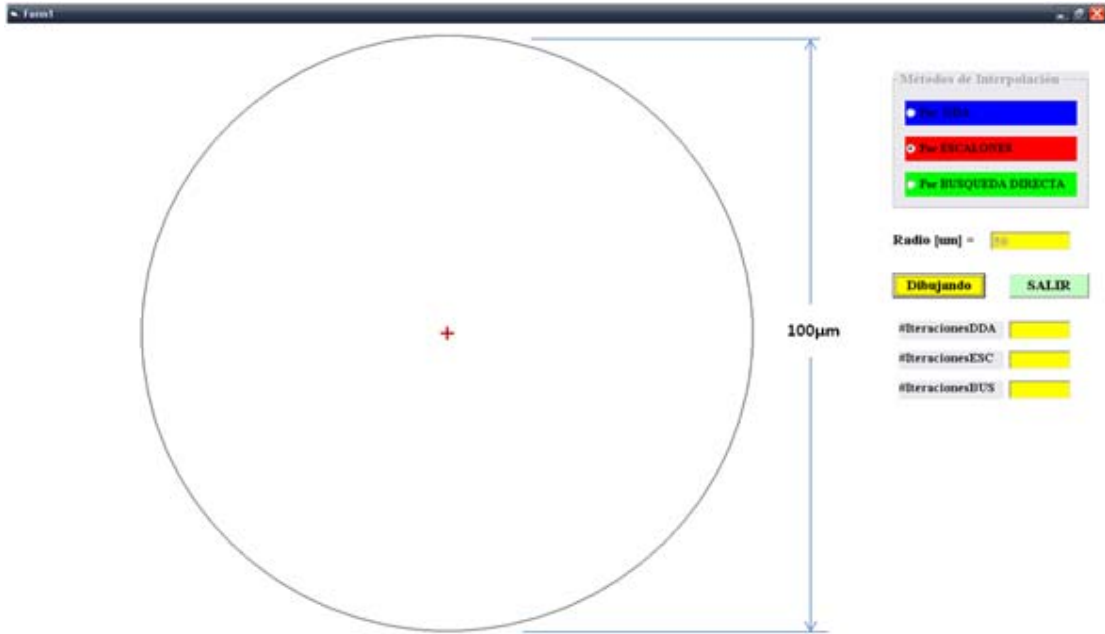 Form1
Métodos de Interpolación
Por DDA
Por ESCALONES
Por BUSQUEDA DIRECTA
Radio [um] = 50
Dibujando
SALIR
100μm
#IteracionesDDA
#IteracionesESC
#IteracionesBUS